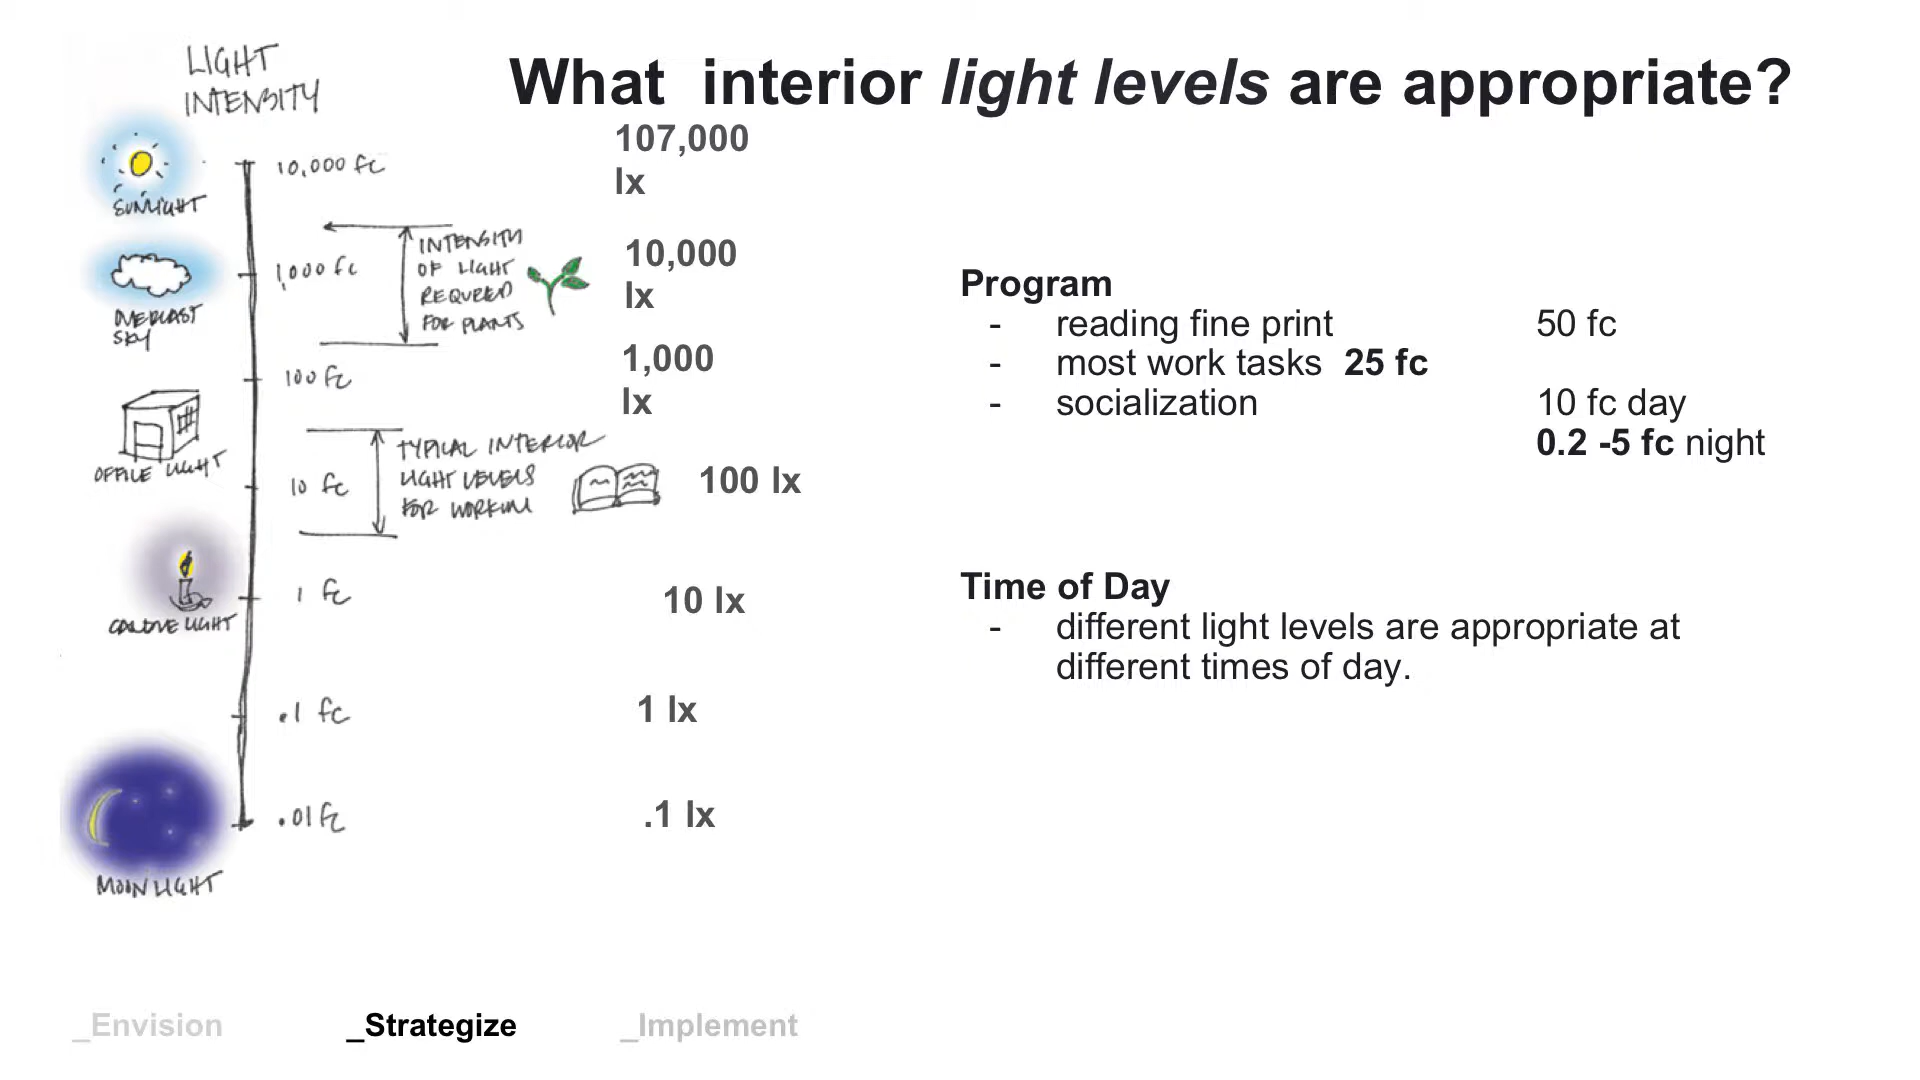 LIGHT
INTENSITY
What interior light levels are appropriate?
107,000
lx
10,000 fc
SUNLIGHT
INTENSITY
OF LIGHT
REQUIRED
FOR PLANTS
1,000 fc
10,000
lx
OVERCAST
SKY
100 fc
1,000
lx
OFFICE LIGHT
TYPICAL INTERIOR
LIGHT LEVELS
FOR WORKING
10 fc
100 lx
CANDLE LIGHT
1 fc
10 lx
.1 fc
1 lx
.01 fc
.1 lx
MOONLIGHT
Program
- reading fine print 50 fc
- most work tasks 25 fc
- socialization 10 fc day
0.2 -5 fc night
Time of Day
- different light levels are appropriate at
different times of day.
_Envision _Strategize _Implement